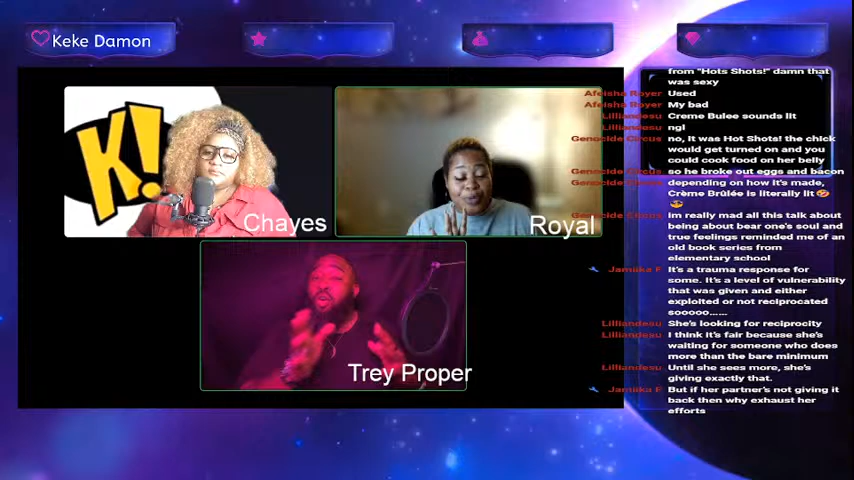 Keke Damon
K!
Chayes
Royal
Trey Proper
from "Hots Shots!" damn that
was sexy
Afeisha Royer Used
Afeisha Royer My bad
Lilliandesu Creme Bulee sounds lit
Lilliandesu ngl
Genocide Circus no, It was Hot Shots! the chick
would get turned on and you
could cook food on her belly
Genocide Circus so he broke out eggs and bacon
Genocide Circus depending on how it's made,
Crème Brûlée is literally lit 🤣
Genocide Circus Im really mad all this talk about
being about bear one's soul and
true feelings reminded me of an
old book series from
elementary school
Jamiika F It's a trauma response for
some. It's a level of vulnerability
that was given and either
exploited or not reciprocated
sooooo......
Lilliandesu She's looking for reciprocity
Lilliandesu I think it's fair because she's
waiting for someone who does
more than the bare minimum
Lilliandesu Until she sees more, she's
giving exactly that.
Jamiika F But if her partner's not giving it
back then why exhaust her
efforts